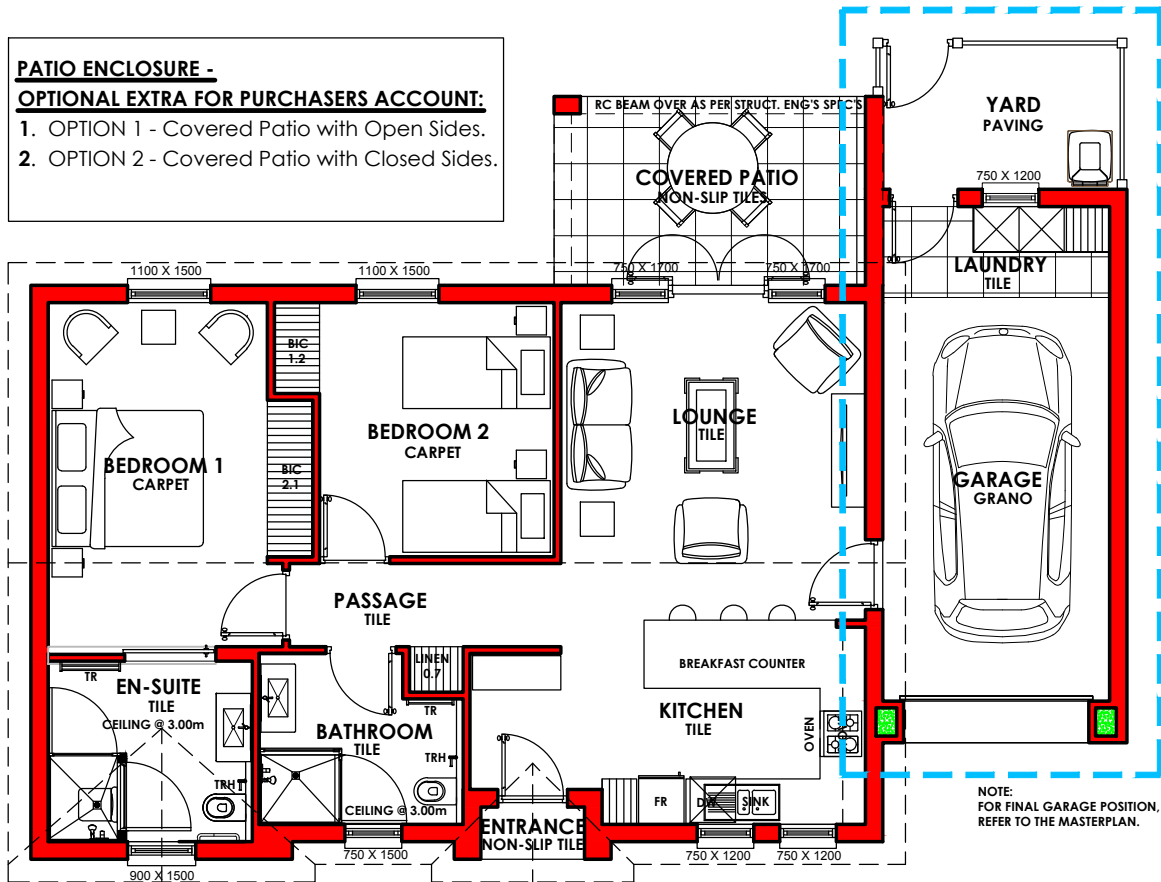 PATIO ENCLOSURE -
OPTIONAL EXTRA FOR PURCHASERS ACCOUNT:
1. OPTION 1 - Covered Patio with Open Sides.
2. OPTION 2 - Covered Patio with Closed Sides.
RC BEAM OVER AS PER STRUCT. ENG'S SPEC'S
YARD
PAVING
COVERED PATIO
NON-SLIP TILES
750 X 1200
1100 X 1500
1100 X 1500
750 X 1700
750 X 1700
LAUNDRY
TILE
BIC
1.2
BEDROOM 1
CARPET
BIC
2.1
BEDROOM 2
CARPET
LOUNGE
TILE
GARAGE
GRANO
PASSAGE
TILE
LINEN
0.7
BREAKFAST COUNTER
TR
EN-SUITE
TILE
CEILING @ 3.00m
TRH
BATHROOM
TILE
TR
TRH
CEILING @ 3.00m
KITCHEN
TILE
OVEN
FR
DW
SINK
ENTRANCE
NON-SLIP TILE
900 X 1500
750 X 1500
750 X 1200
750 X 1200
NOTE:
FOR FINAL GARAGE POSITION,
REFER TO THE MASTERPLAN.